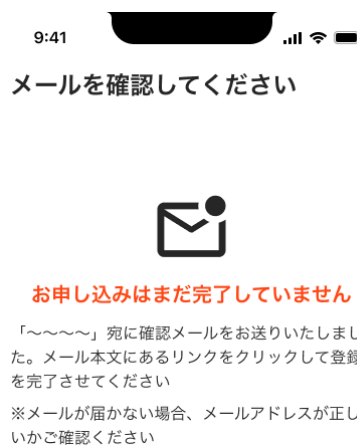 9:41
メールを確認してください
お申し込みはまだ完了していません
「〜〜〜〜」宛に確認メールをお送りいたしまし
た。メール本文にあるリンクをクリックして登録
を完了させてください
※メールが届かない場合、メールアドレスが正し
いかご確認ください